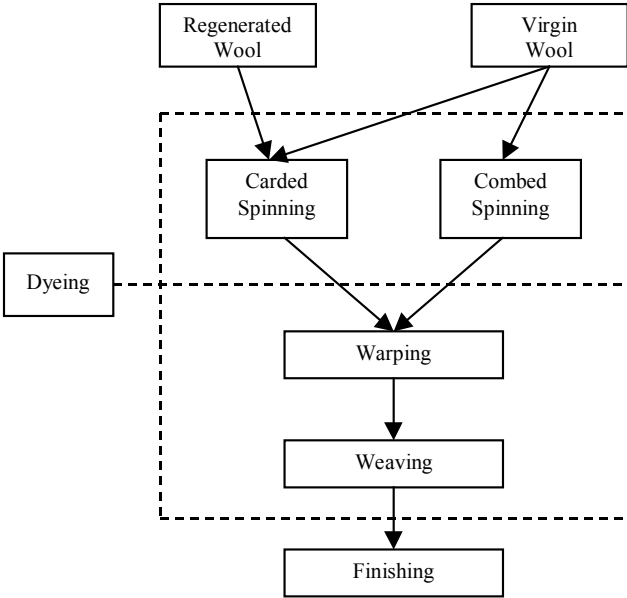 Regenerated
Wool
Virgin
Wool
Carded
Spinning
Combed
Spinning
Dyeing
Warping
Weaving
Finishing